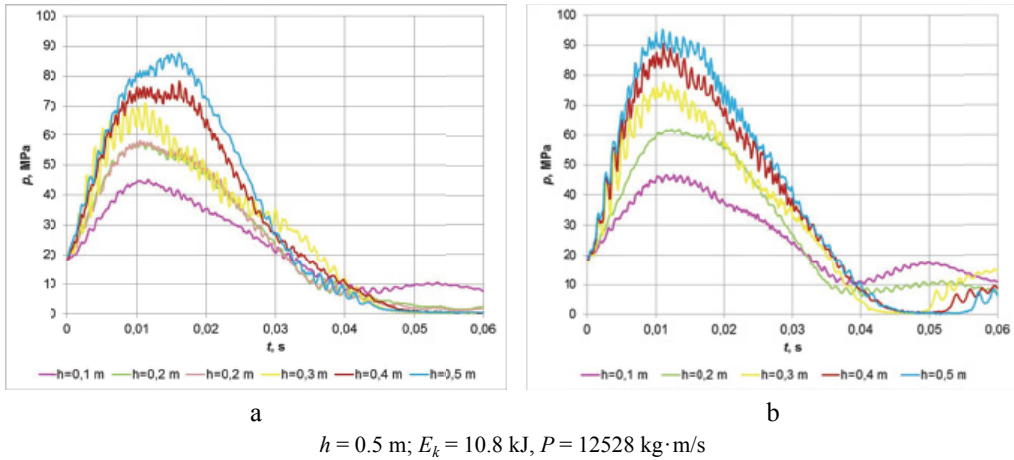 100
90
80
70
60
50
40
30
20
10
0
p, MPa
0 0,01 0,02 0,03 0,04 0,05 0,06
t, s
h=0,1 m h=0,2 m h=0,2 m h=0,3 m h=0,4 m h=0,5 m
a
100
90
80
70
60
50
40
30
20
10
0
p, MPa
0 0,01 0,02 0,03 0,04 0,05 0,06
t, s
h=0,1 m h=0,2 m h=0,3 m h=0,4 m h=0,5 m
b
h = 0.5 m; Eₖ = 10.8 kJ, P = 12528 kg·m/s